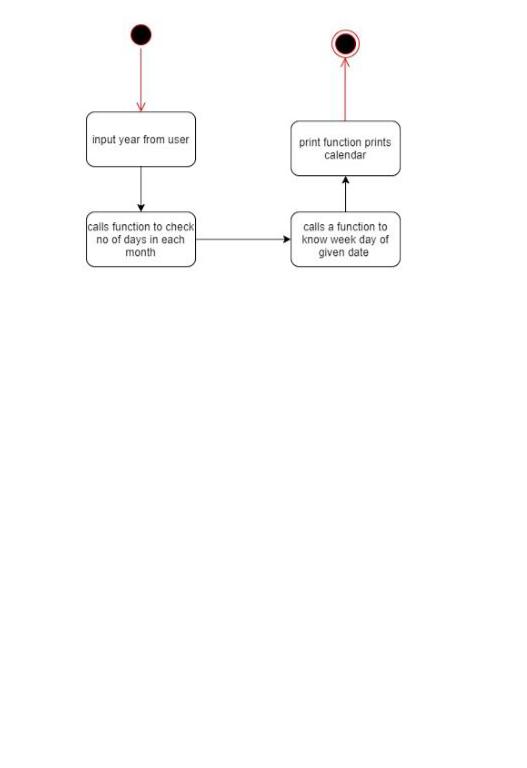 input year from user
calls function to check
no of days in each
month
calls a function to
know week day of
given date
print function prints
calendar